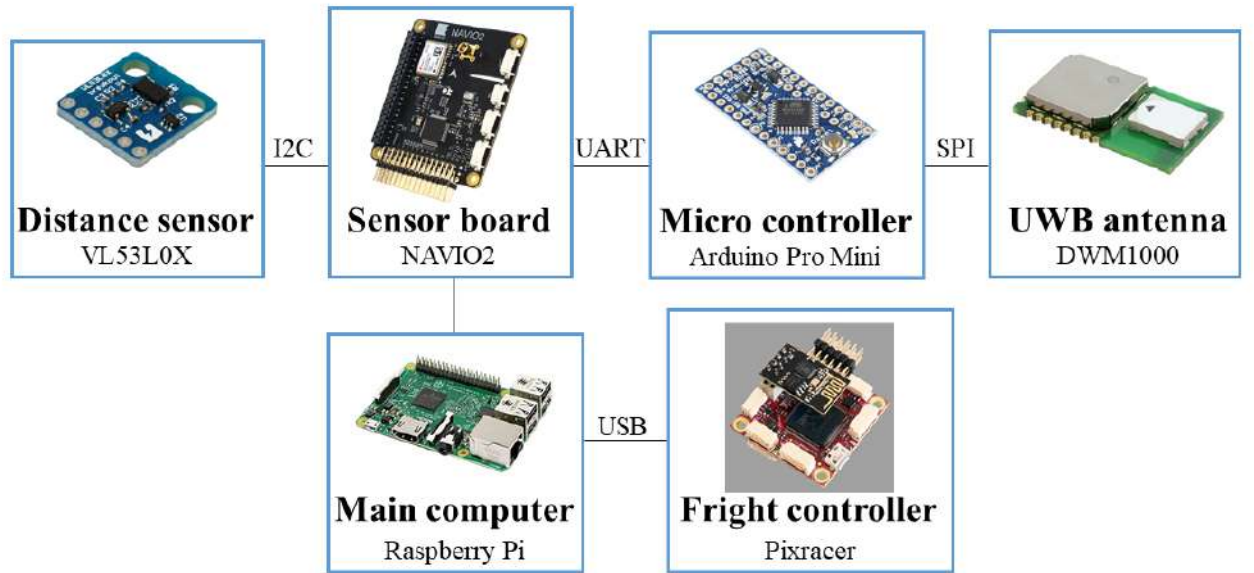 NAVIO2
I2C
UART
SPI
Distance sensor
VL53L0X
Sensor board
NAVIO2
Micro controller
Arduino Pro Mini
UWB antenna
DWM1000
USB
Main computer
Raspberry Pi
Fright controller
Pixracer